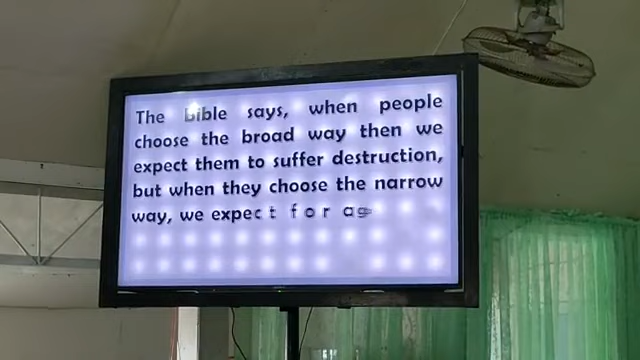 The bible says, when people
choose the broad way then we
expect them to suffer destruction,
but when they choose the narrow
way, we expect for